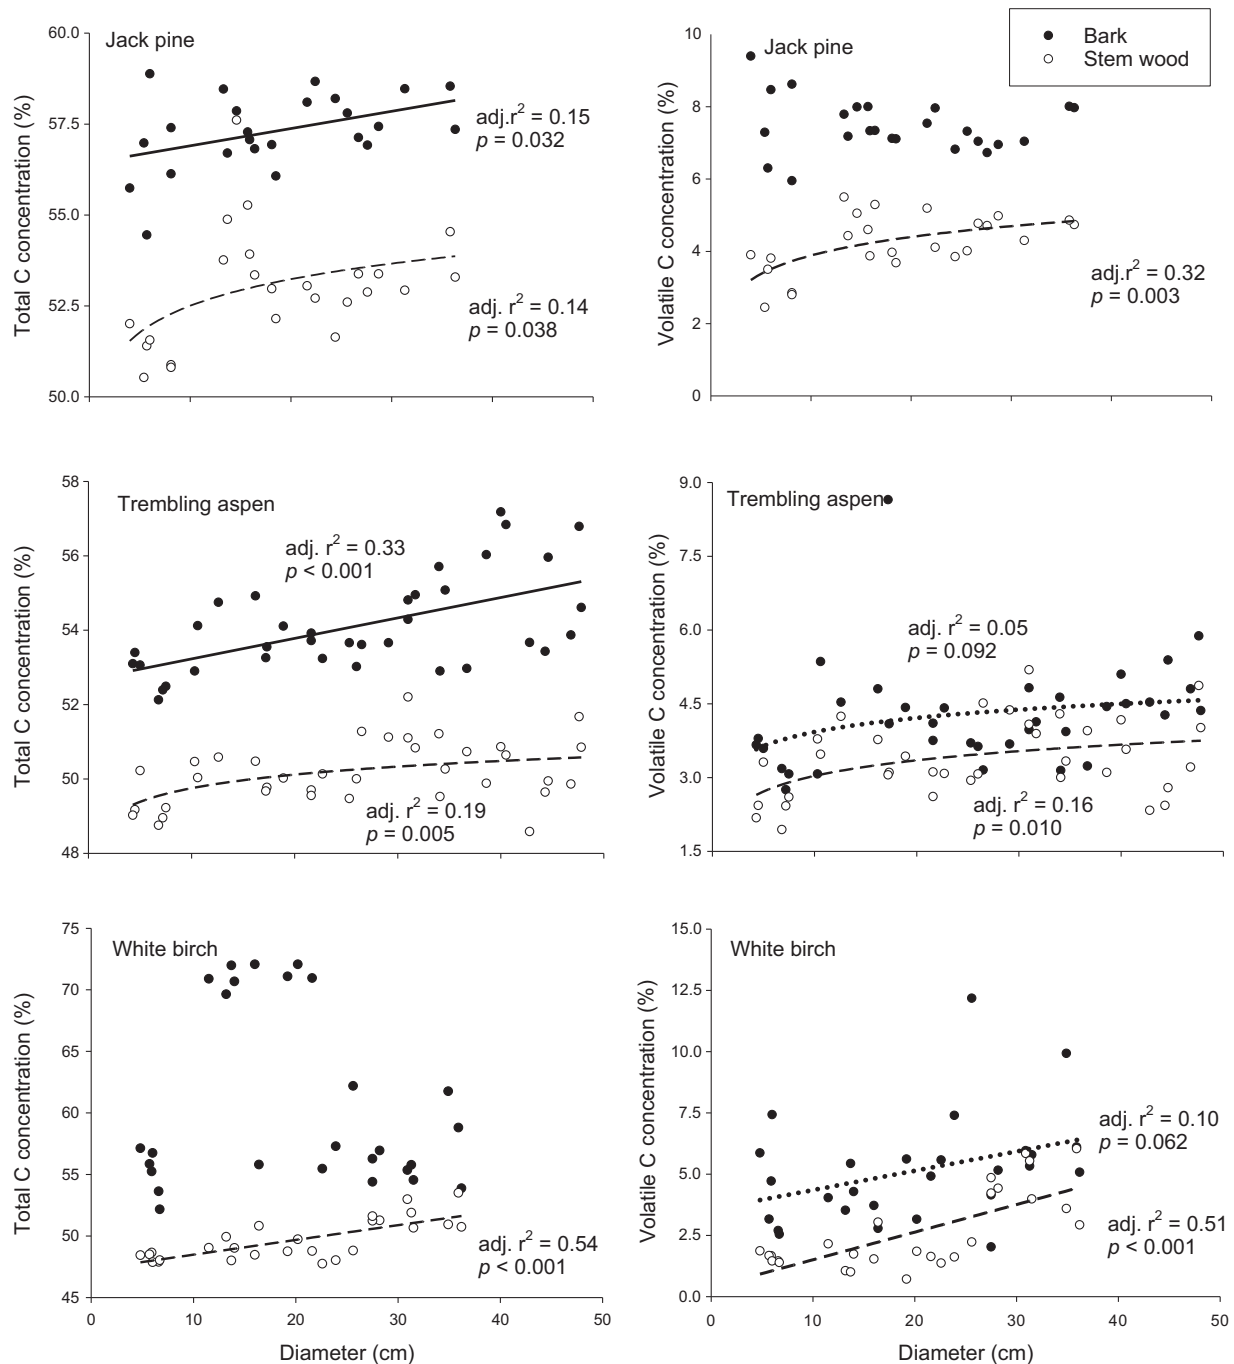 Jack pine
60.0
57.5
55.0
52.5
50.0
Total C concentration (%)
adj.r2 = 0.15
p = 0.032
adj. r2 = 0.14
p = 0.038
Jack pine
Bark
Stem wood
10
8
6
4
2
0
Volatile C concentration (%)
adj.r2 = 0.32
p = 0.003
Trembling aspen
58
56
54
52
50
48
Total C concentration (%)
adj. r2 = 0.33
p < 0.001
adj. r2 = 0.19
p = 0.005
Trembling aspen
9.0
7.5
6.0
4.5
3.0
1.5
Volatile C concentration (%)
adj. r2 = 0.05
p = 0.092
adj. r2 = 0.16
p = 0.010
White birch
75
70
65
60
55
50
45
Total C concentration (%)
adj. r2 = 0.54
p < 0.001
0 10 20 30 40 50
Diameter (cm)
White birch
15.0
12.5
10.0
7.5
5.0
2.5
0.0
Volatile C concentration (%)
adj. r2 = 0.10
p = 0.062
adj. r2 = 0.51
p < 0.001
0 10 20 30 40 50
Diameter (cm)